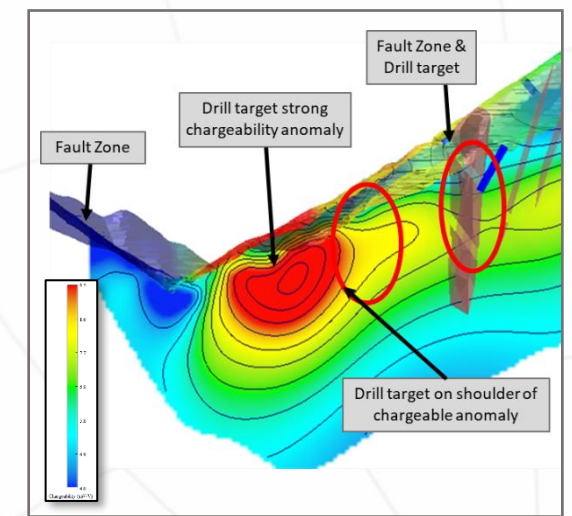 Fault Zone &
Drill target
Drill target strong
chargeability anomaly
Fault Zone
Drill target on shoulder of
chargeable anomaly
Chargeability (mV/V)